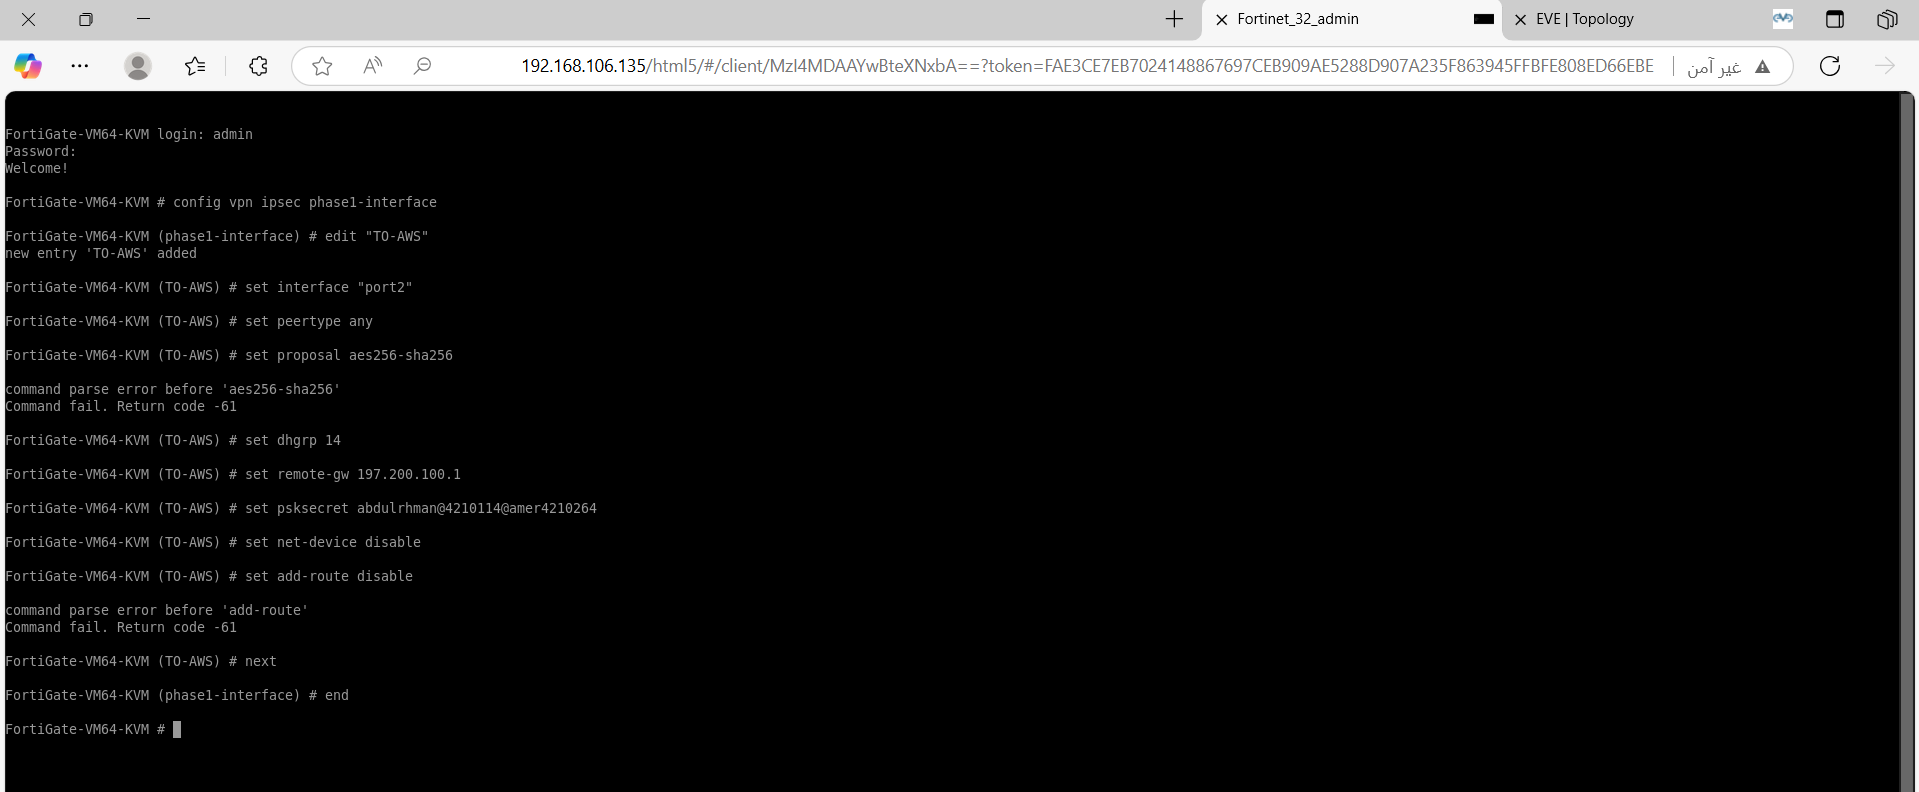 Fortinet_32_admin
EVE | Topology
192.168.106.135/html5/#/client/MzI4MDAAYwBteXNxbA==?token=FAE3CE7EB7024148867697CEB909AE5288D907A235F863945FFBFE808ED66EBE
غير آمن
FortiGate-VM64-KVM login: admin
Password:
Welcome!
FortiGate-VM64-KVM # config vpn ipsec phase1-interface
FortiGate-VM64-KVM (phase1-interface) # edit "TO-AWS"
new entry 'TO-AWS' added
FortiGate-VM64-KVM (TO-AWS) # set interface "port2"
FortiGate-VM64-KVM (TO-AWS) # set peertype any
FortiGate-VM64-KVM (TO-AWS) # set proposal aes256-sha256
command parse error before 'aes256-sha256'
Command fail. Return code -61
FortiGate-VM64-KVM (TO-AWS) # set dhgrp 14
FortiGate-VM64-KVM (TO-AWS) # set remote-gw 197.200.100.1
FortiGate-VM64-KVM (TO-AWS) # set psksecret abdulrhman@4210114@amer4210264
FortiGate-VM64-KVM (TO-AWS) # set net-device disable
FortiGate-VM64-KVM (TO-AWS) # set add-route disable
command parse error before 'add-route'
Command fail. Return code -61
FortiGate-VM64-KVM (TO-AWS) # next
FortiGate-VM64-KVM (phase1-interface) # end
FortiGate-VM64-KVM #